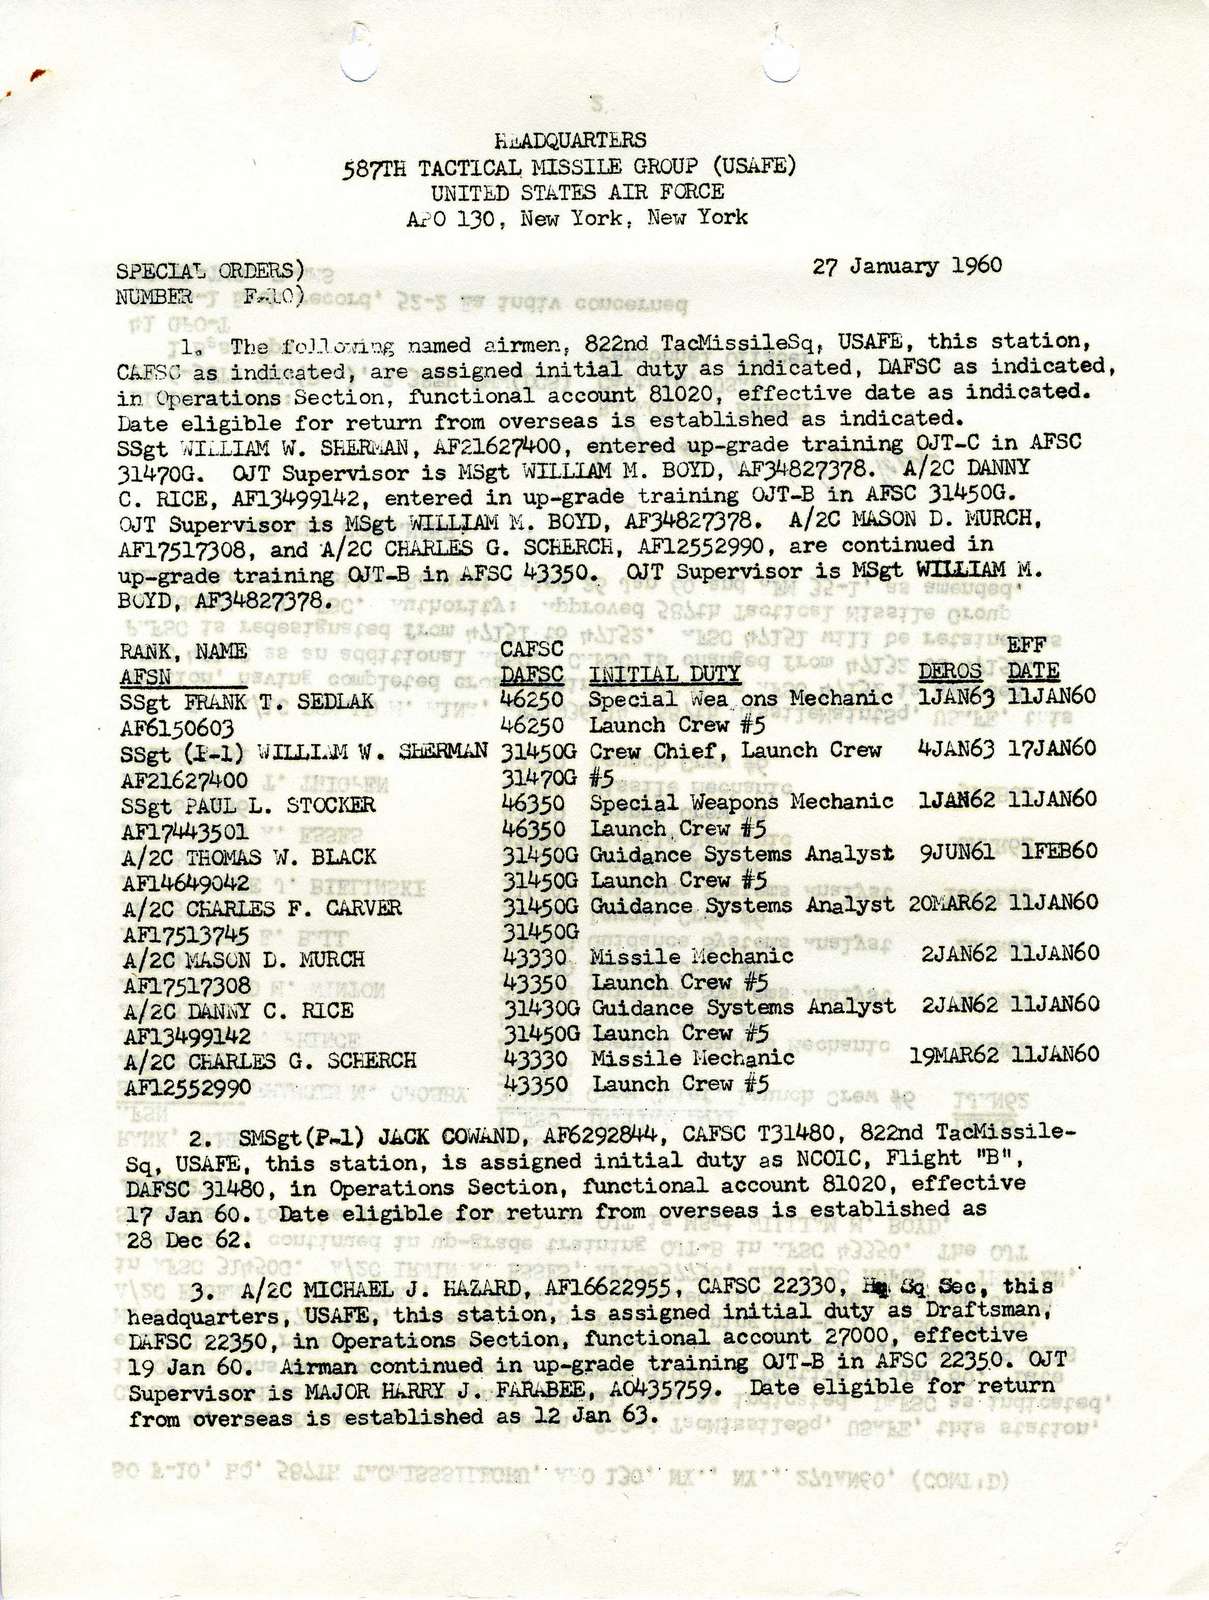 HEADQUARTERS
587TH TACTICAL MISSILE GROUP (USAFE)
UNITED STATES AIR FORCE
APO 130, New York, New York
SPECIAL ORDERS) 27 January 1960
NUMBER F-10)
1. The following named airmen, 822nd TacMissileSq, USAFE, this station,
CAFSC as indicated, are assigned initial duty as indicated, DAFSC as indicated,
in Operations Section, functional account 81020, effective date as indicated.
Date eligible for return from overseas is established as indicated.
SSgt WILLIAM W. SHERMAN, AF21627400, entered up-grade training OJT-C in AFSC
31470G. OJT Supervisor is MSgt WILLIAM M. BOYD, AF34827378. A/2C DANNY
C. RICE, AF13499142, entered in up-grade training OJT-B in AFSC 31450G.
OJT Supervisor is MSgt WILLIAM M. BOYD, AF34827378. A/2C MASON D. MURCH,
AF17517308, and A/2C CHARLES G. SCHERCH, AF12552990, are continued in
up-grade training OJT-B in AFSC 43350. OJT Supervisor is MSgt WILLIAM M.
BOYD, AF34827378.
RANK, NAME CAFSC EFF
AFSN DAFSC INITIAL DUTY DEROS DATE
SSgt FRANK T. SEDLAK 46250 Special Wea ons Mechanic 1JAN63 11JAN60
AF6150603 46250 Launch Crew #5
SSgt (P-1) WILLIAM W. SHERMAN 31450G Crew Chief, Launch Crew 4JAN63 17JAN60
AF21627400 31470G #5
SSgt PAUL L. STOCKER 46350 Special Weapons Mechanic 1JAN62 11JAN60
AF17443501 46350 Launch Crew #5
A/2C THOMAS W. BLACK 31450G Guidance Systems Analyst 9JUN61 1FEB60
AF14649042 31450G Launch Crew #5
A/2C CHARLES F. CARVER 31450G Guidance Systems Analyst 20MAR62 11JAN60
AF17513745 31450G
A/2C MASON D. MURCH 43330 Missile Mechanic 2JAN62 11JAN60
AF17517308 43350 Launch Crew #5
A/2C DANNY C. RICE 31430G Guidance Systems Analyst 2JAN62 11JAN60
AF13499142 31450G Launch Crew #5
A/2C CHARLES G. SCHERCH 43330 Missile Mechanic 19MAR62 11JAN60
AF12552990 43350 Launch Crew #5
2. SMSgt(P-1) JACK COWAND, AF6292844, CAFSC T31480, 822nd TacMissile-
Sq, USAFE, this station, is assigned initial duty as NCOIC, Flight "B",
DAFSC 31480, in Operations Section, functional account 81020, effective
17 Jan 60. Date eligible for return from overseas is established as
28 Dec 62.
3. A/2C MICHAEL J. HAZARD, AF16622955, CAFSC 22330, Hq Sq Sec, this
headquarters, USAFE, this station, is assigned initial duty as Draftsman,
DAFSC 22350, in Operations Section, functional account 27000, effective
19 Jan 60. Airman continued in up-grade training OJT-B in AFSC 22350. OJT
Supervisor is MAJOR HARRY J. FARABEE, AO435759. Date eligible for return
from overseas is established as 12 Jan 63.